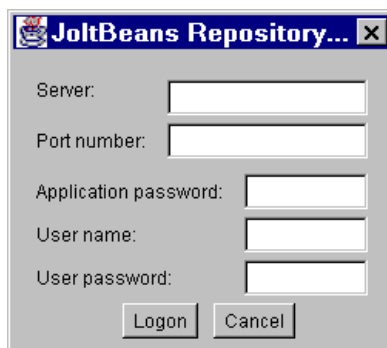 JoltBeans Repository...
Server:
Port number:
Application password:
User name:
User password:
Logon Cancel